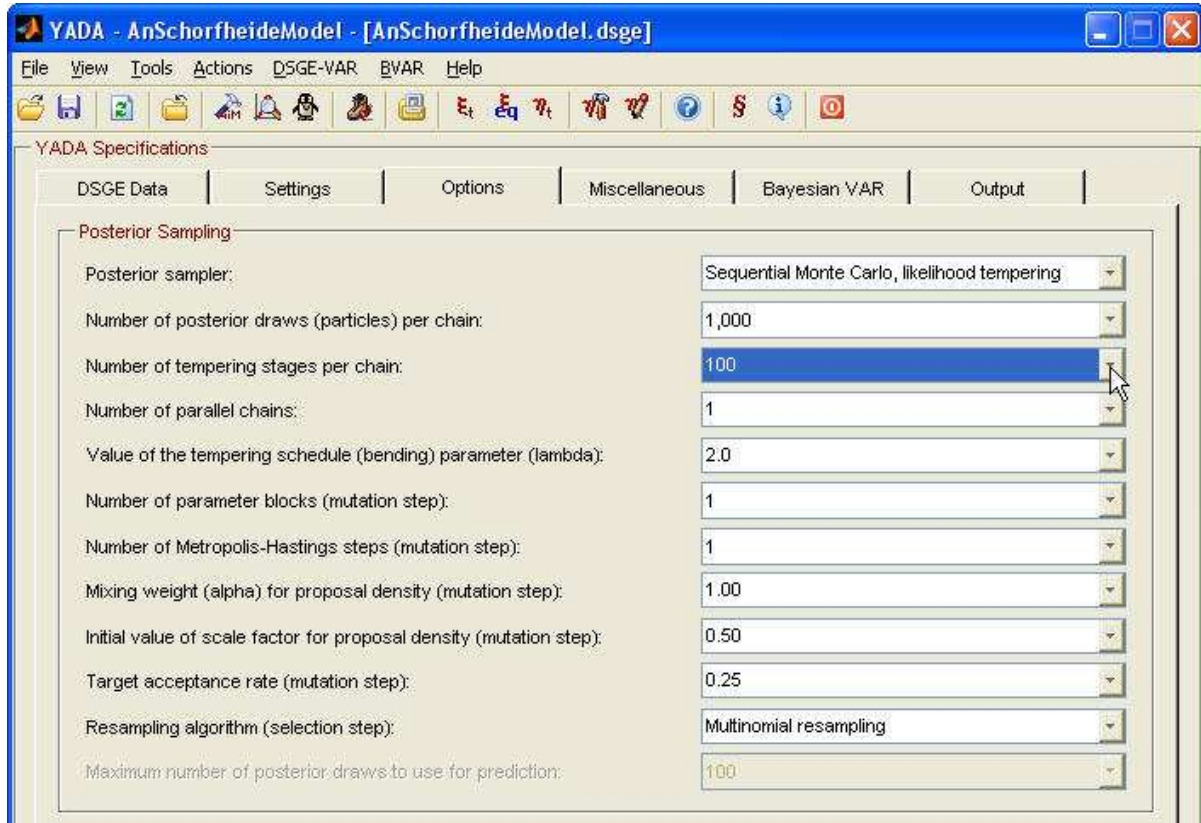 YADA - AnSchorfheideModel - [AnSchorfheideModel.dsge]
File View Tools Actions DSGE-VAR BVAR Help
AiM ξt ξq ηt § i
YADA Specifications
DSGE Data Settings Options Miscellaneous Bayesian VAR Output
Posterior Sampling
Posterior sampler: Sequential Monte Carlo, likelihood tempering
Number of posterior draws (particles) per chain: 1,000
Number of tempering stages per chain: 100
Number of parallel chains: 1
Value of the tempering schedule (bending) parameter (lambda): 2.0
Number of parameter blocks (mutation step): 1
Number of Metropolis-Hastings steps (mutation step): 1
Mixing weight (alpha) for proposal density (mutation step): 1.00
Initial value of scale factor for proposal density (mutation step): 0.50
Target acceptance rate (mutation step): 0.25
Resampling algorithm (selection step): Multinomial resampling
Maximum number of posterior draws to use for prediction: 100